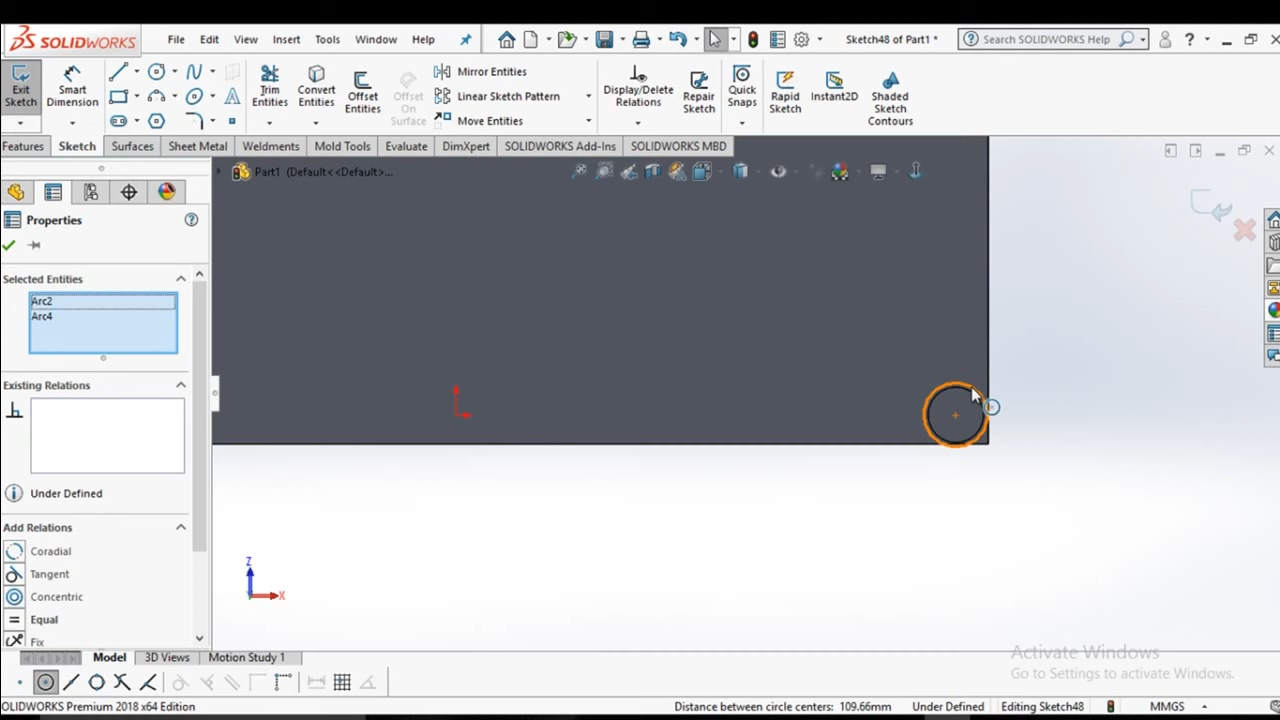 SOLIDWORKS File Edit View Insert Tools Window Help Sketch48 of Part1 * Search SOLIDWORKS Help ?
Exit Sketch
Smart Dimension
Trim Entities
Convert Entities
Offset Entities
Offset On Surface
Mirror Entities
Linear Sketch Pattern
Move Entities
Display/Delete Relations
Repair Sketch
Quick Snaps
Rapid Sketch
Instant2D
Shaded Sketch Contours
Features Sketch Surfaces Sheet Metal Weldments Mold Tools Evaluate DimXpert SOLIDWORKS Add-Ins SOLIDWORKS MBD
Part1 (Default<<Default>...
Properties
Selected Entities
Arc2
Arc4
Existing Relations
Under Defined
Add Relations
Coradial
Tangent
Concentric
Equal
Fix
Z
X
Activate Windows
Go to Settings to activate Windows.
Model 3D Views Motion Study 1
OLIDWORKS Premium 2018 x64 Edition Distance between circle centers: 109.66mm Under Defined Editing Sketch48 MMGS